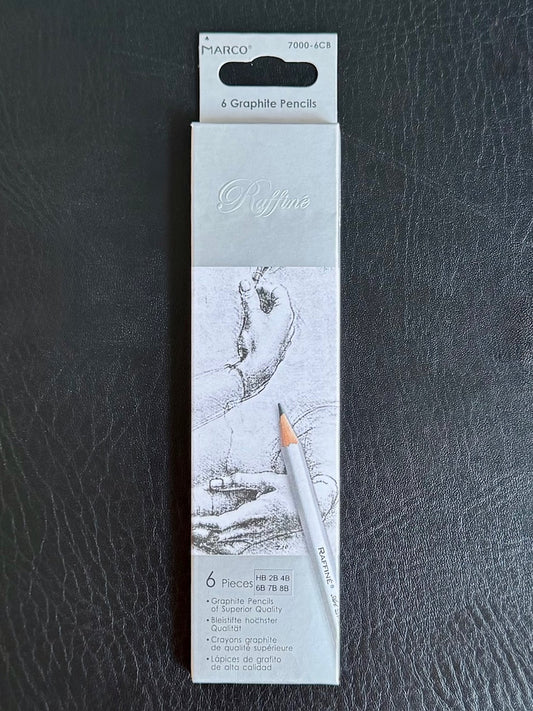 MARCO®
7000-6CB
6 Graphite Pencils
Raffiné
RAFFINÉ®
6 Pieces
HB 2B 4B
6B 7B 8B
• Graphite Pencils
of Superior Quality
• Bleistifte hochster
Qualität
• Crayons graphite
de qualité supérieure
• Lápices de grafito
de alta calidad